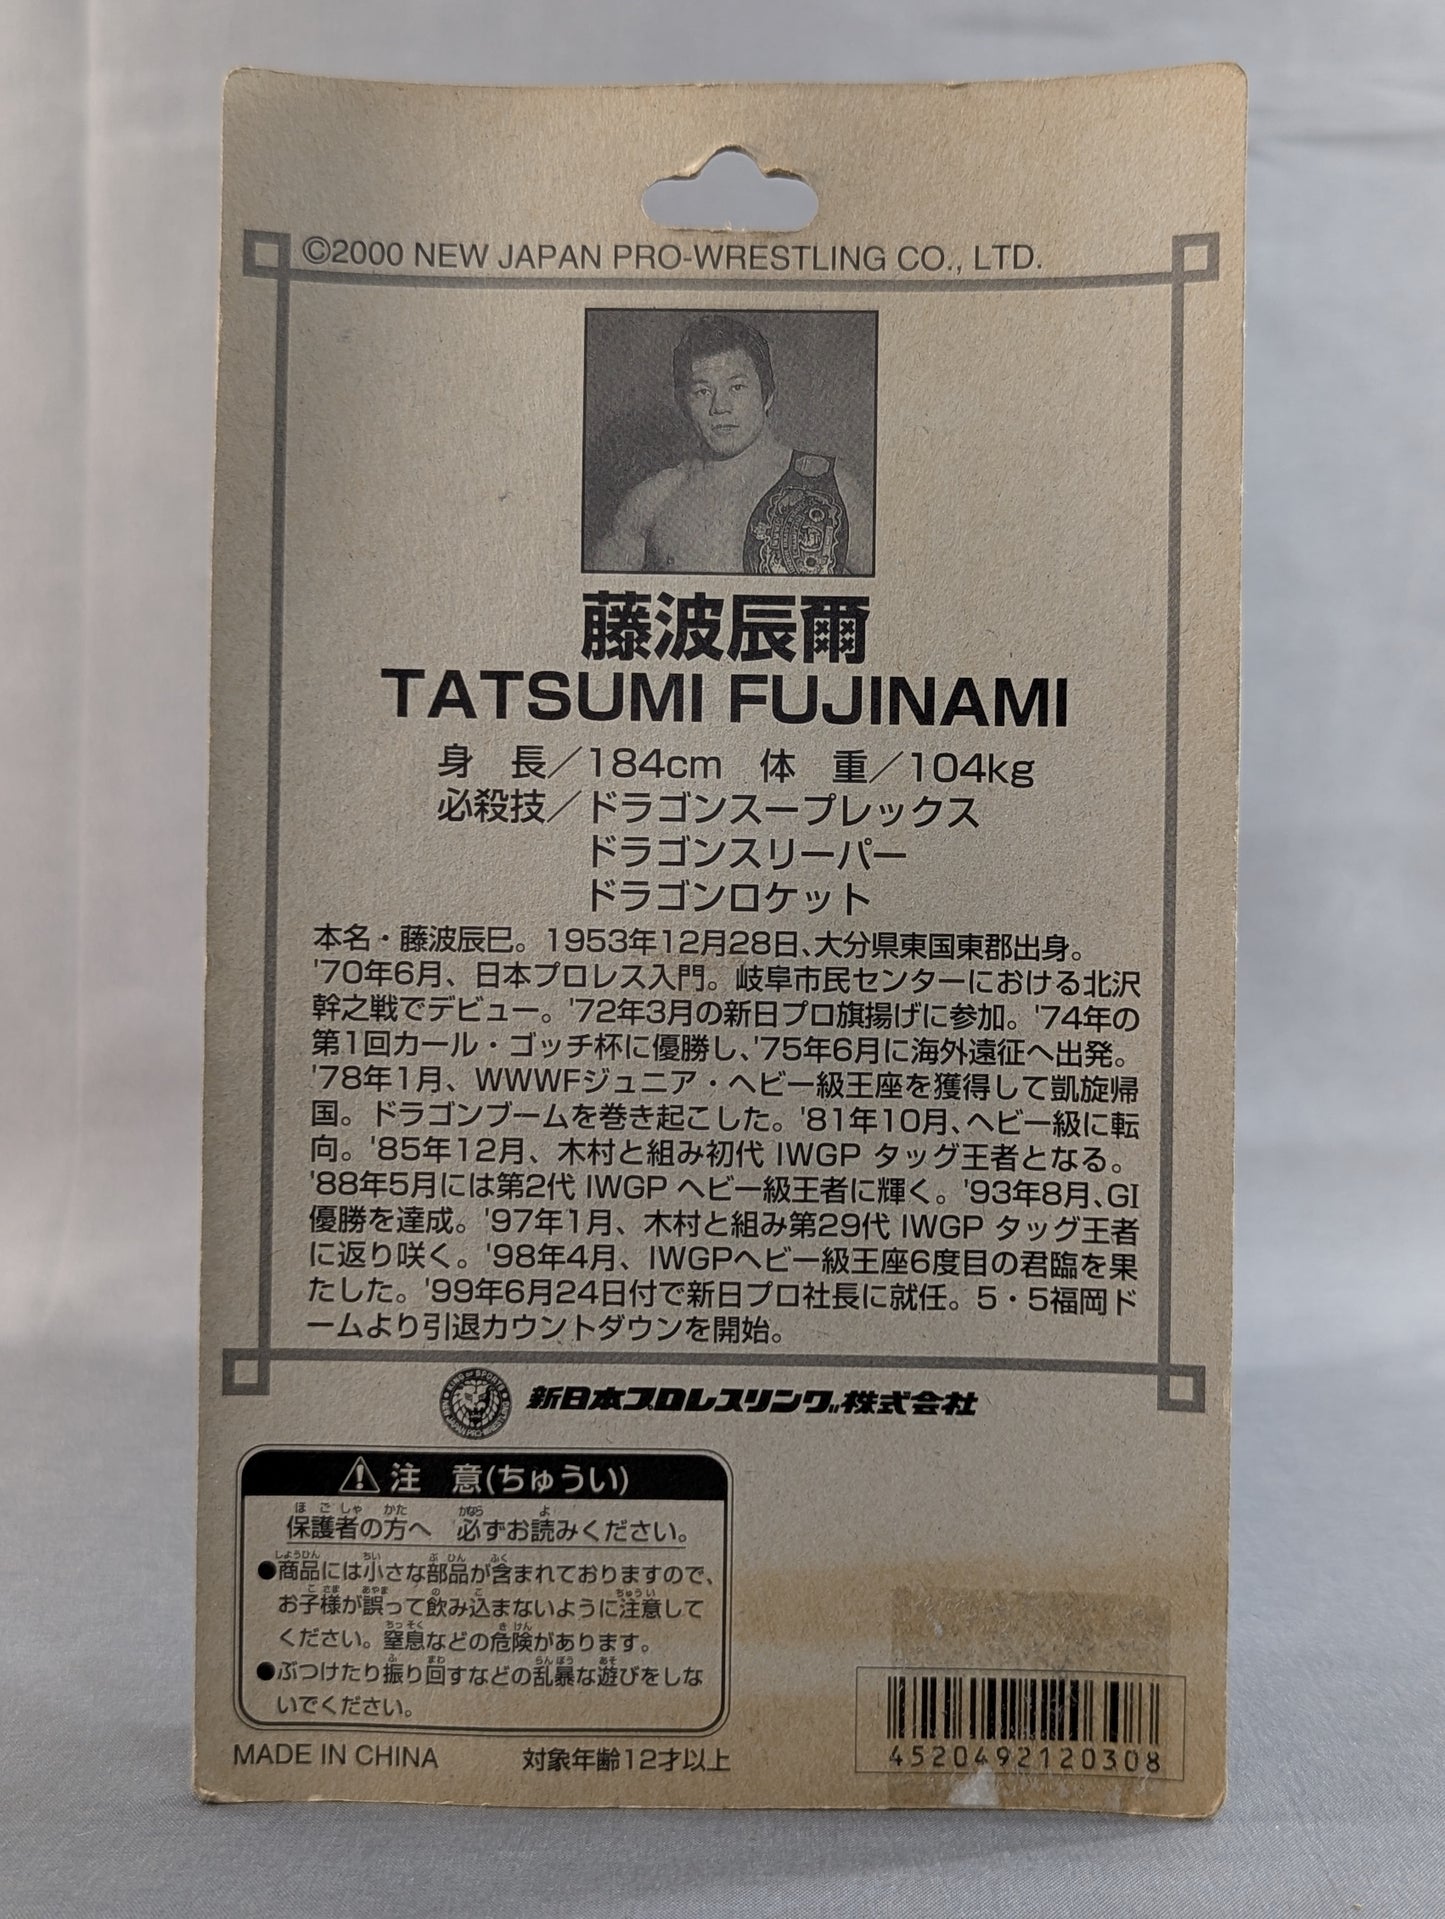 ©2000 NEW JAPAN PRO-WRESTLING CO., LTD.
藤波辰爾
TATSUMI FUJINAMI
身 長／184cm 体 重／104kg
必殺技／ドラゴンスープレックス
ドラゴンスリーパー
ドラゴンロケット
本名・藤波辰巳。1953年12月28日、大分県東国東郡出身。
'70年6月、日本プロレス入門。岐阜市民センターにおける北沢
幹之戦でデビュー。'72年3月の新日プロ旗揚げに参加。'74年の
第1回カール・ゴッチ杯に優勝し、'75年6月に海外遠征へ出発。
'78年1月、WWWFジュニア・ヘビー級王座を獲得して凱旋帰
国。ドラゴンブームを巻き起こした。'81年10月、ヘビー級に転
向。'85年12月、木村と組み初代 IWGP タッグ王者となる。
'88年5月には第2代 IWGP ヘビー級王者に輝く。'93年8月、GI
優勝を達成。'97年1月、木村と組み第29代 IWGP タッグ王者
に返り咲く。'98年4月、IWGPヘビー級王座6度目の君臨を果
たした。'99年6月24日付で新日プロ社長に就任。5・5福岡ド
ームより引退カウントダウンを開始。
新日本プロレスリング株式会社
注 意(ちゅうい)
保護者の方へ 必ずお読みください。
●商品には小さな部品が含まれておりますので、
お子様が誤って飲み込まないように注意して
ください。窒息などの危険があります。
●ぶつけたり振り回すなどの乱暴な遊びをしな
いでください。
MADE IN CHINA 対象年齢12才以上
4520492120308